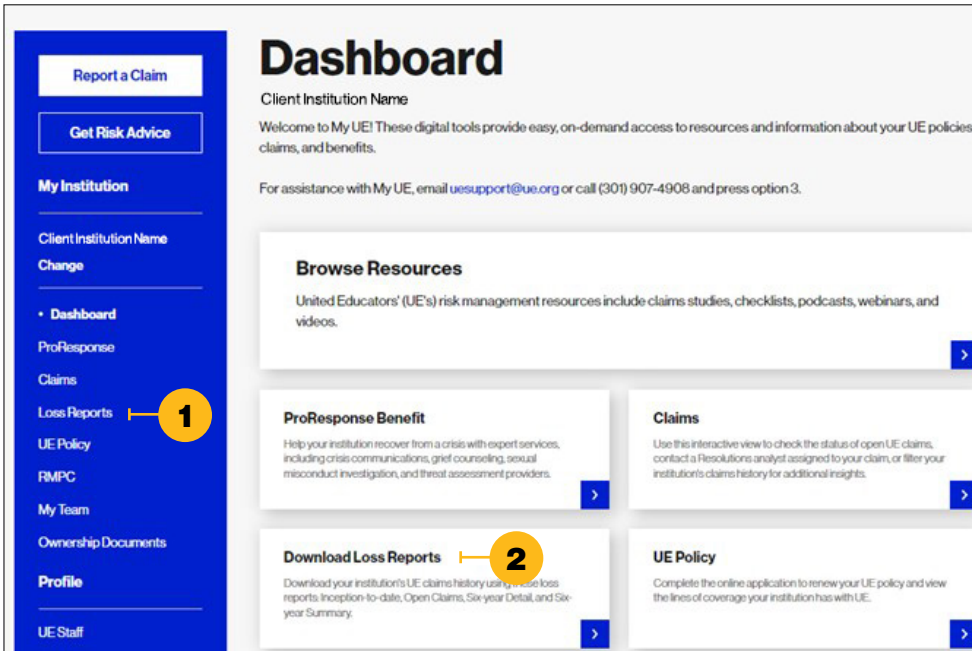 Report a Claim
Get Risk Advice
My Institution
Client Institution Name
Change
• Dashboard
ProResponse
Claims
Loss Reports
1
UE Policy
RMPC
My Team
Ownership Documents
Profile
UE Staff
Dashboard
Client Institution Name
Welcome to My UE! These digital tools provide easy, on-demand access to resources and information about your UE policies
claims, and benefits.
For assistance with My UE, email uesupport@ue.org or call (301) 907-4908 and press option 3.
Browse Resources
United Educators' (UE's) risk management resources include claims studies, checklists, podcasts, webinars, and
videos.
ProResponse Benefit
Help your institution recover from a crisis with expert services,
including crisis communications, grief counseling, sexual
misconduct investigation, and threat assessment providers.
Claims
Use this interactive view to check the status of open UE claims,
contact a Resolutions analyst assigned to your claim, or filter your
institution's claims history for additional insights.
Download Loss Reports
2
Download your institution's UE claims history using these loss
reports: Inception-to-date, Open Claims, Six-year Detail, and Six-
year Summary.
UE Policy
Complete the online application to renew your UE policy and view
the lines of coverage your institution has with UE.